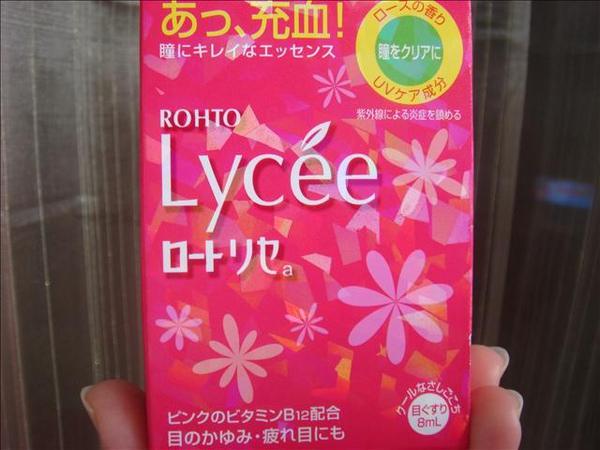 あっ、充血!
瞳にキレイなエッセンス
ローズの香り
瞳をクリアに
UVケア成分
紫外線による炎症を鎮める
ROHTO
Lycée
ロートリセa
ピンクのビタミンB12配合
目のかゆみ・疲れ目にも
クールなさしごこち
目ぐすり
8mL